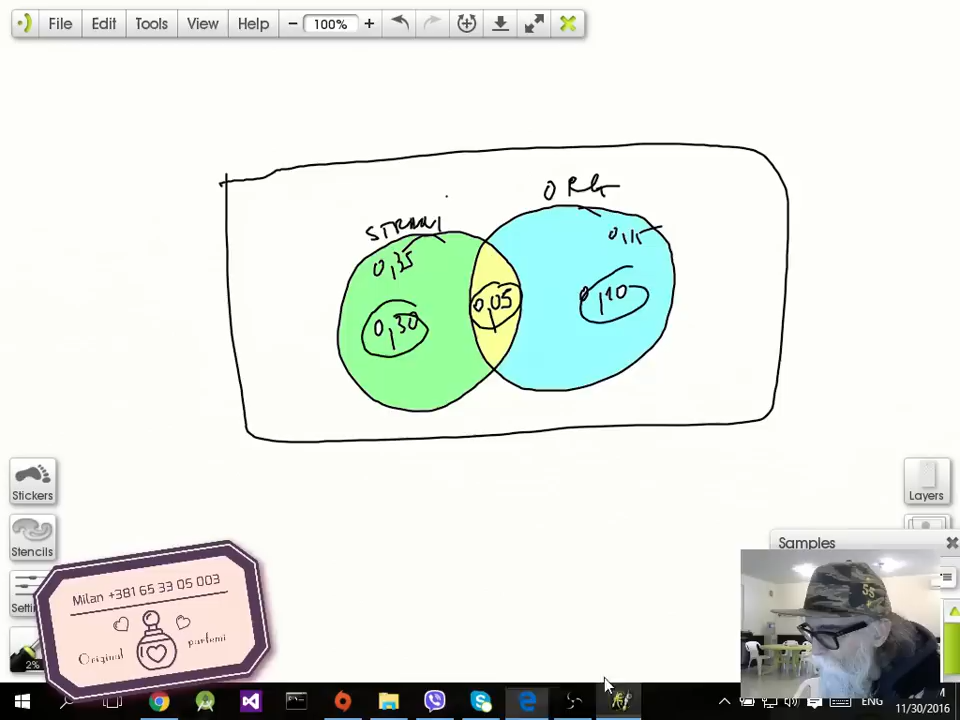 File Edit Tools View Help 100%
ORG
STRANI
0,15
0,35
0,30
0,05
0,10
Stickers
Stencils
Layers
Samples
Milan +381 65 33 05 003
Original
parfemi
2%
ENG
11/30/2016